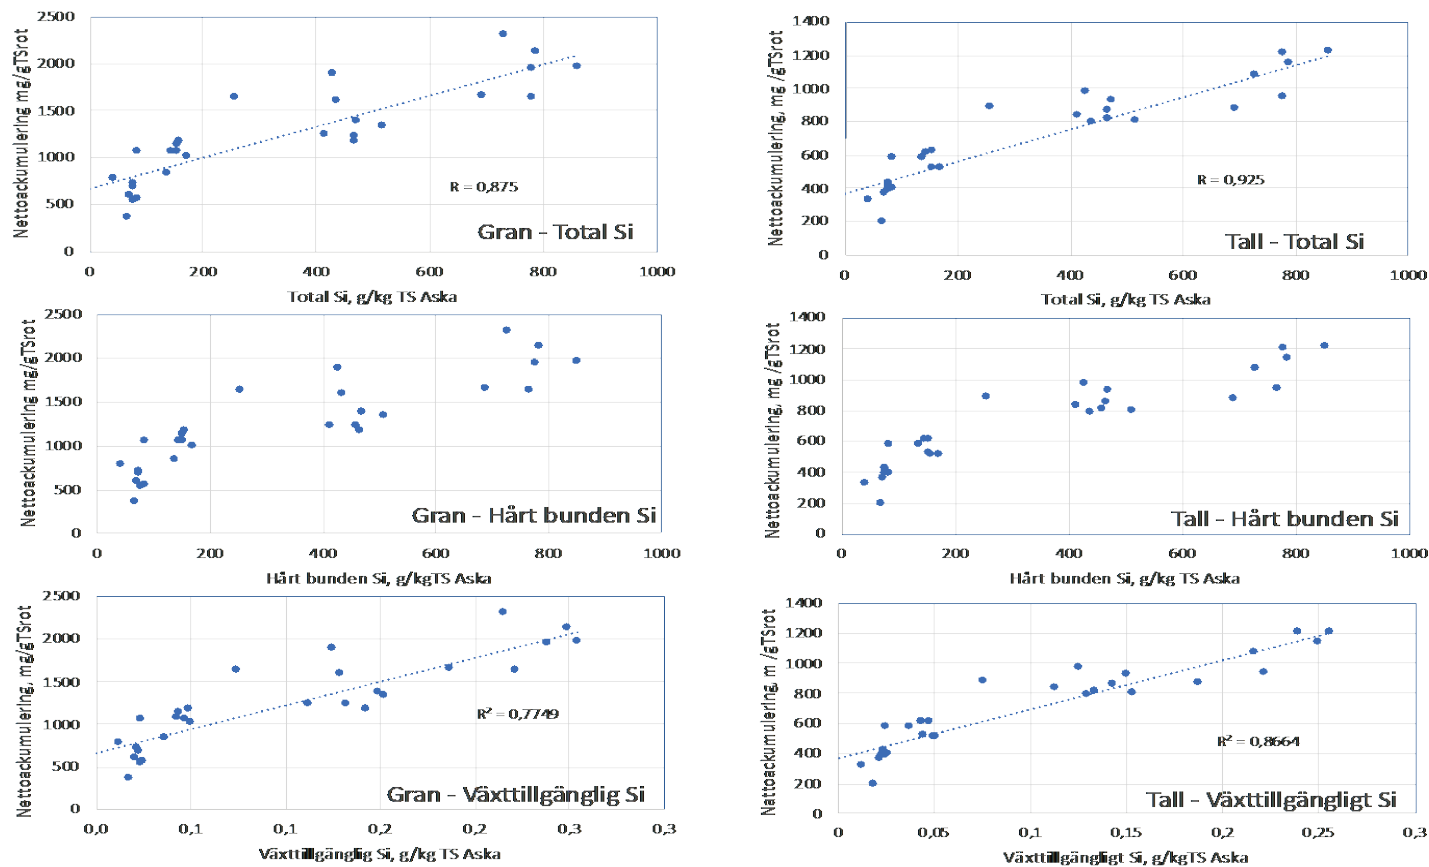 Nettoackumulering mg/gTSrot
2500
2000
1500
1000
500
0
R = 0,875
Gran - Total Si
0 200 400 600 800 1000
Total Si, g/kg TS Aska
Nettoackumulering, mg /gTSrot
1400
1200
1000
800
600
400
200
0
R = 0,925
Tall - Total Si
0 200 400 600 800 1000
Total Si, g/kg TS Aska
Nettoackumulering mg/gTSrot
2500
2000
1500
1000
500
0
Gran - Hårt bunden Si
0 200 400 600 800 1000
Hårt bunden Si, g/kgTS Aska
Nettoackumulering, mg /gTSrot
1400
1200
1000
800
600
400
200
0
Tall - Hårt bunden Si
0 200 400 600 800 1000
Hårt bunden Si, g/kg TS Aska
Nettoackumulering, mg/gTSrot
2500
2000
1500
1000
500
0
R² = 0,7749
Gran - Växttillgänglig Si
0,0 0,1 0,1 0,2 0,2 0,3 0,3
Växttillgänglig Si, g/kg TS Aska
Nattoackumulering, m /gTSrot
1400
1200
1000
800
600
400
200
0
R² = 0,8664
Tall - Växttillgängligt Si
0 0,05 0,1 0,15 0,2 0,25 0,3
Växttillgängligt Si, g/kgTS Aska